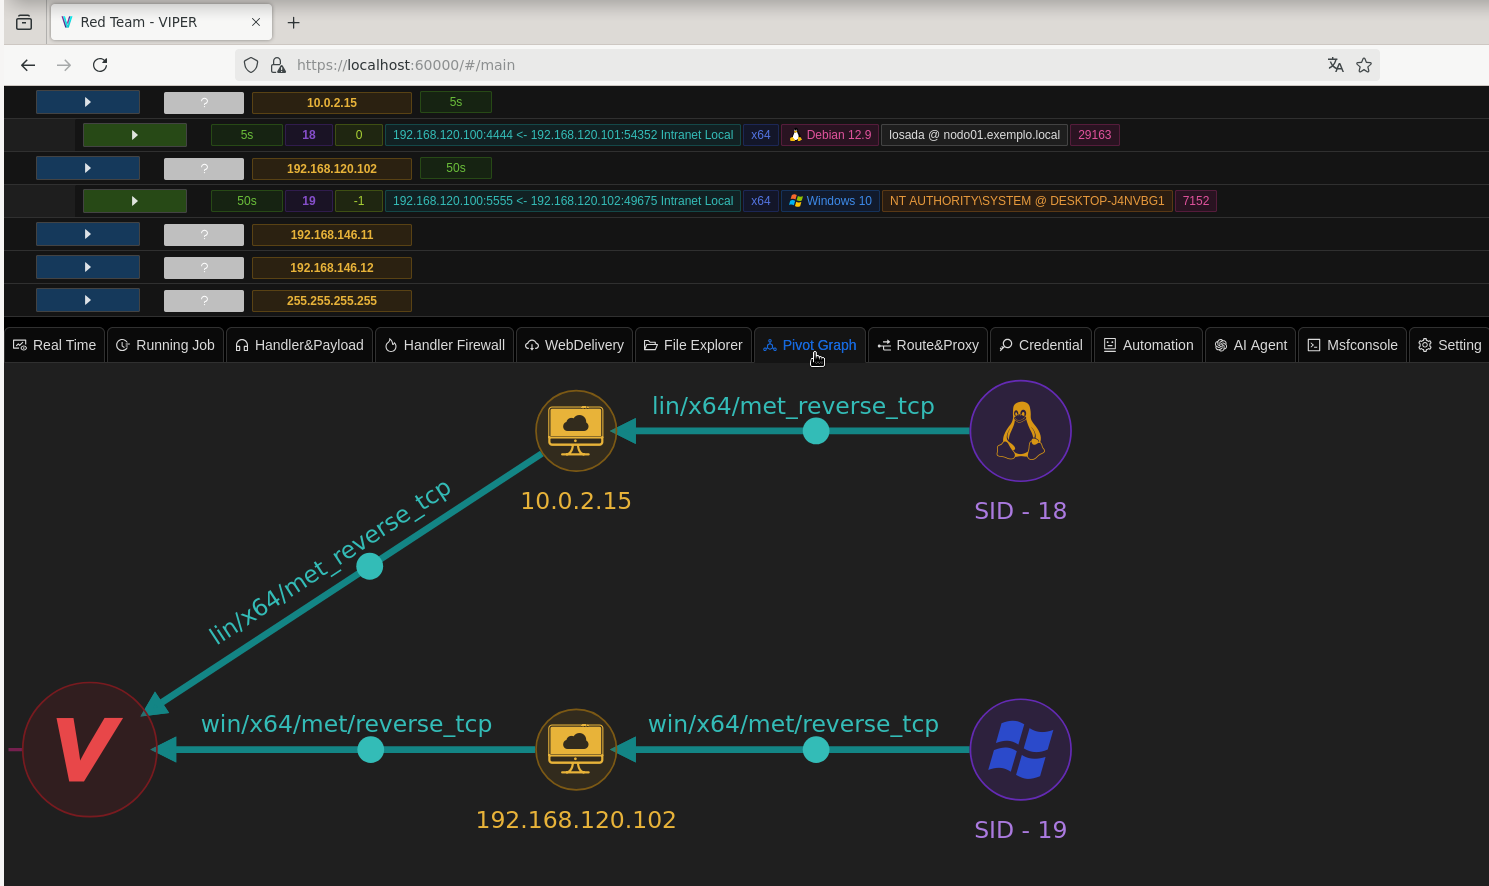 Red Team - VIPER
https://localhost:60000/#/main
? 10.0.2.15 5s
5s 18 0 192.168.120.100:4444 <- 192.168.120.101:54352 Intranet Local x64 Debian 12.9 losada @ nodo01.exemplo.local 29163
? 192.168.120.102 50s
50s 19 -1 192.168.120.100:5555 <- 192.168.120.102:49675 Intranet Local x64 Windows 10 NT AUTHORITY\SYSTEM @ DESKTOP-J4NVBG1 7152
? 192.168.146.11
? 192.168.146.12
? 255.255.255.255
Real Time Running Job Handler&Payload Handler Firewall WebDelivery File Explorer Pivot Graph Route&Proxy Credential Automation AI Agent Msfconsole Setting
lin/x64/met_reverse_tcp
10.0.2.15
SID - 18
lin/x64/met_reverse_tcp
V
win/x64/met/reverse_tcp
win/x64/met/reverse_tcp
192.168.120.102
SID - 19